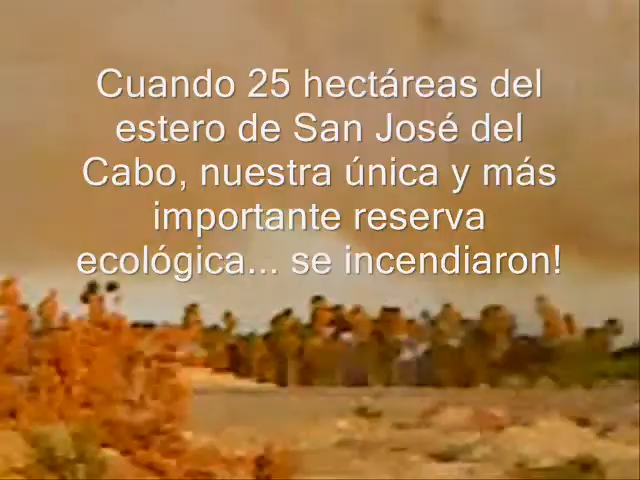 Cuando 25 hectáreas del
estero de San José del
Cabo, nuestra única y más
importante reserva
ecológica... se incendiaron!